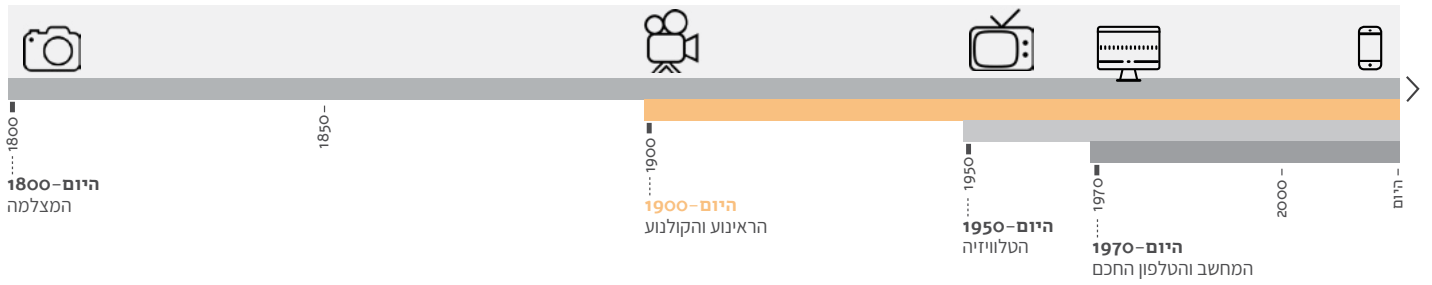 1800
1850
1900
1950
1970
2000
היום
1800–היום
המצלמה
1900–היום
הראינוע והקולנוע
1950–היום
הטלוויזיה
1970–היום
המחשב והטלפון החכם